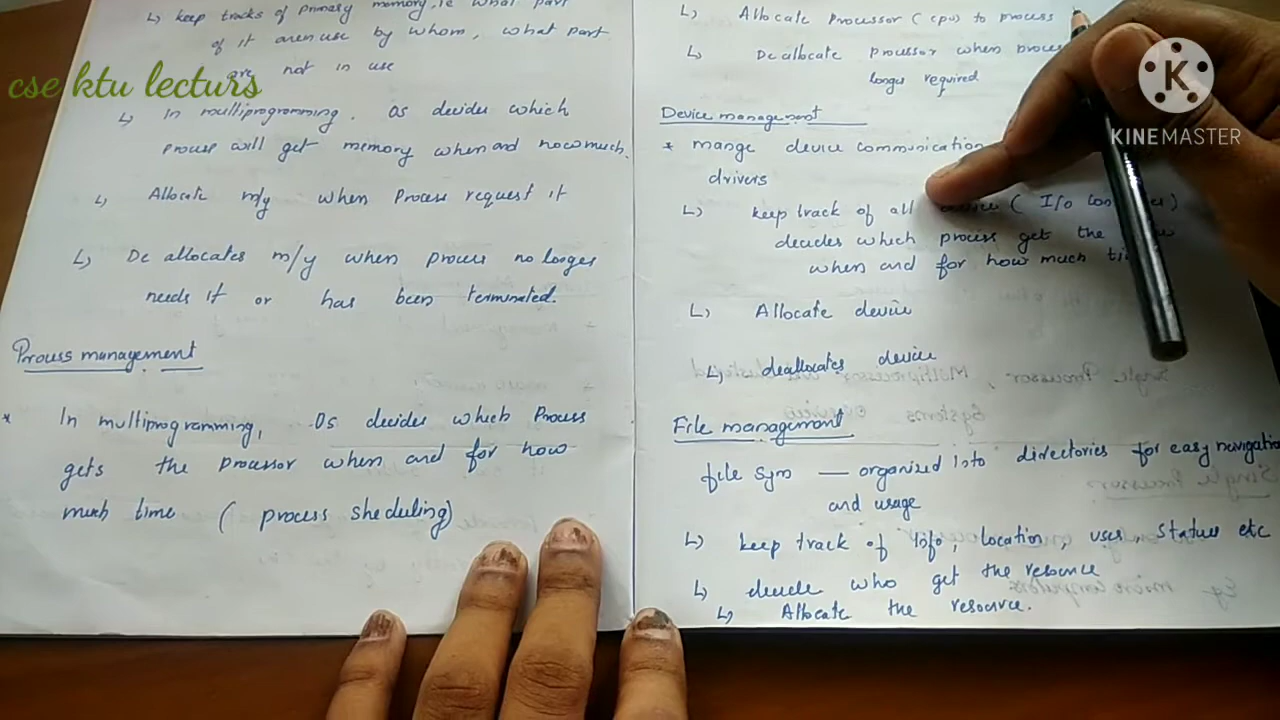 ↳ keep tracks of primary memory, ie what part
of it are in use by whom, what part
are not in use
cse ktu lecturs
↳ In multiprogramming. OS decides which
process will get memory when and how much.
↳ Allocate m/y when Process request it
↳ De allocates m/y when process no longer
needs it or has been terminated.
Process management
* In multiprogramming, OS decides which Process
gets the processor when and for how
much time (process sheduling)
↳ Allocate Processor (CPU) to process
↳ De allocate processor when
longer required
Device management
* mange device communication
drivers
↳ keep track of all (I/O
decides which process get the
when and for how much
↳ Allocate device
↳ deallocates device
File management
file sym — organized into directories for easy navigation
and usage
↳ keep track of Info, location, uses, status etc
↳ decide who get the resource
↳ Allocate the resource.
KINEMASTER